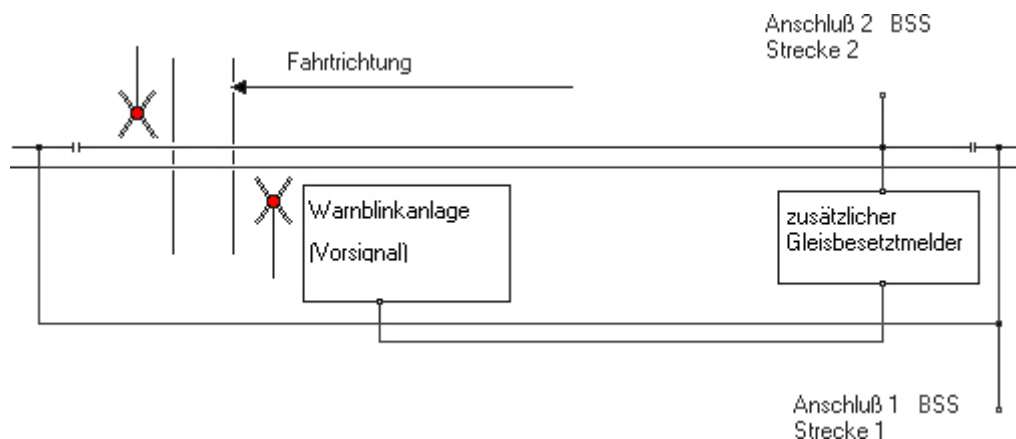 Anschluß 2 BSS
Strecke 2
Fahrtrichtung
Warnblinkanlage
(Vorsignal)
zusätzlicher
Gleisbesetztmelder
Anschluß 1 BSS
Strecke 1